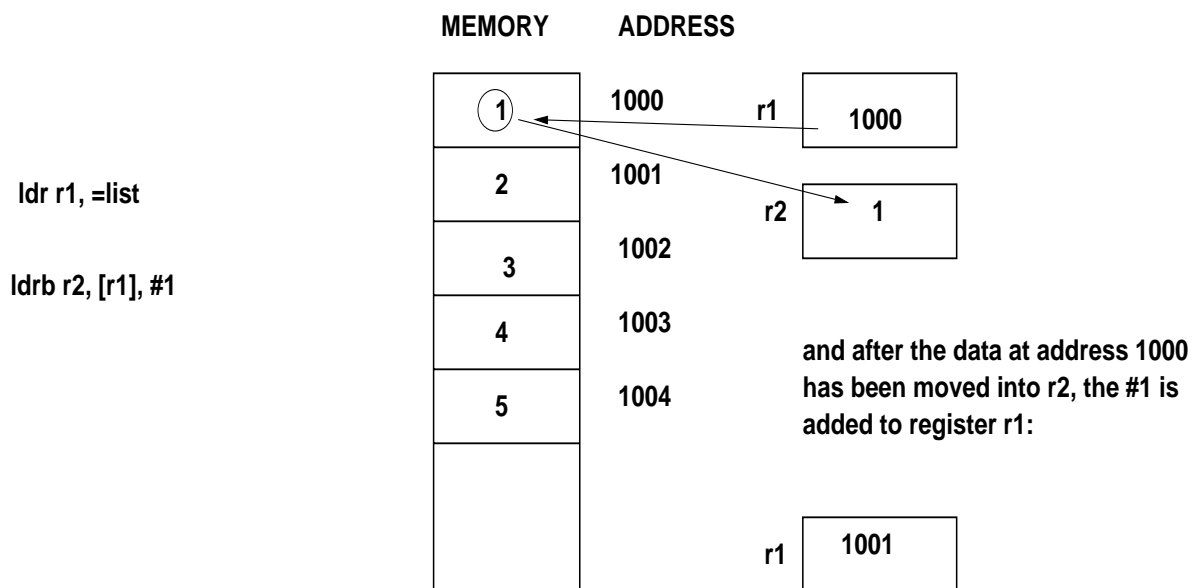 MEMORY ADDRESS
1 1000 r1 1000
2 1001
ldr r1, =list
r2 1
3 1002
ldrb r2, [r1], #1
4 1003
and after the data at address 1000
has been moved into r2, the #1 is
added to register r1:
5 1004
r1 1001